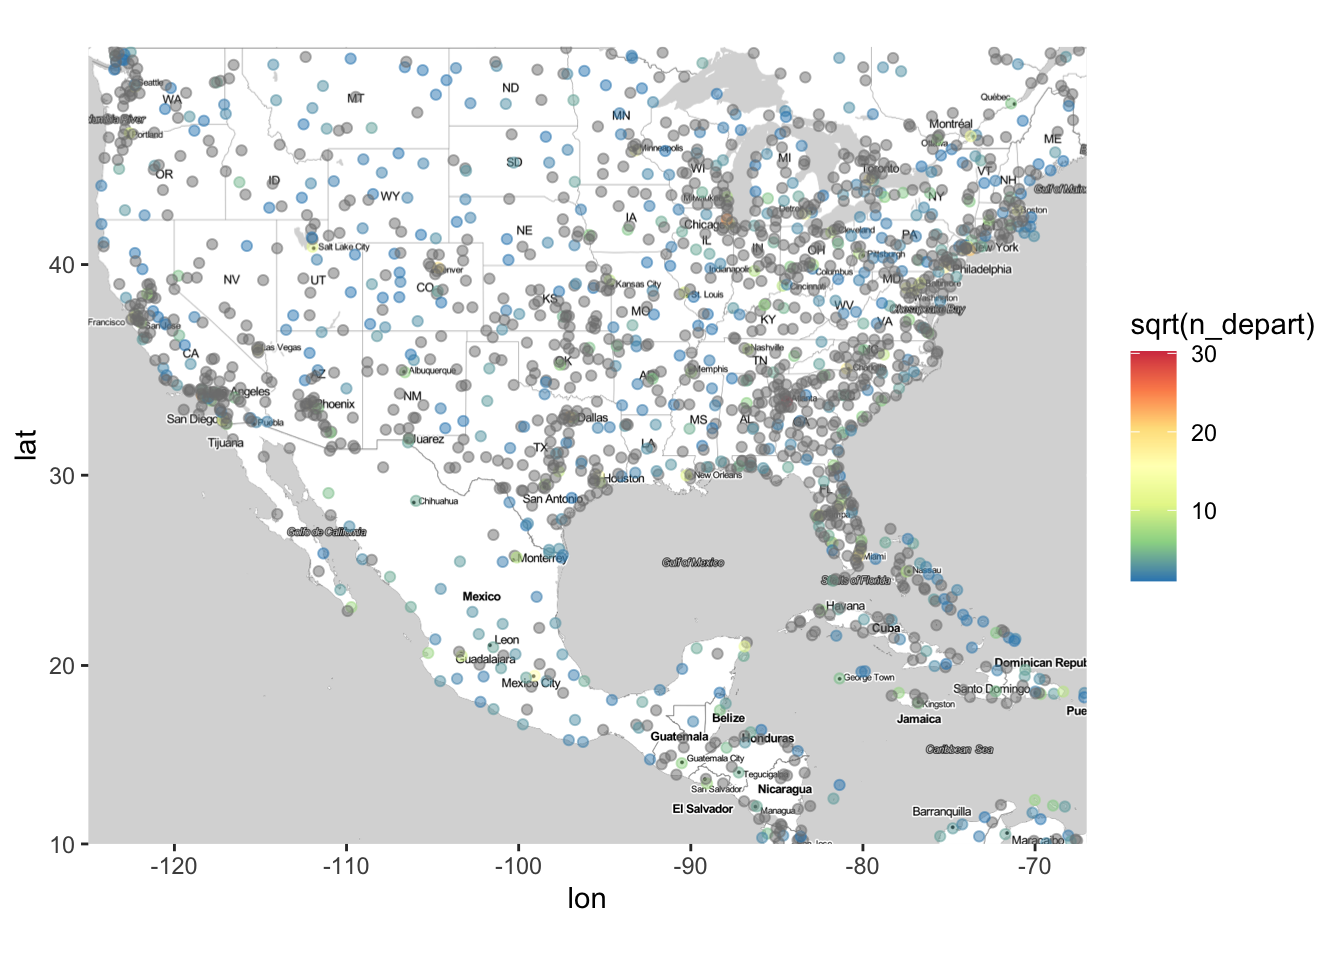 Québec
Seattle
WA
MT
ND
MN
Montréal
Ottawa
ME
Portland
Minneapolis
OR
ID
SD
WI
MI
Toronto
VT
NH
Gulf of Maine
WY
Milwaukee
NY
IA
Detroit
Boston
NE
Chicago
Cleveland
PA
New York
Salt Lake City
IL
IN
OH
Pittsburgh
40
NV
UT
CO
Denver
Indianapolis
Columbus
Philadelphia
Kansas City
Cincinnati
MD
Baltimore
KS
St. Louis
Washington
MO
WV
Chesapeake Bay
Francisco
San Jose
KY
VA
CA
Las Vegas
Nashville
NC
OK
TN
Albuquerque
Memphis
Charlotte
AZ
Angeles
NM
Phoenix
Atlanta
San Diego
Puebla
Dallas
MS
AL
Tijuana
Juarez
TX
LA
30
Houston
New Orleans
Chihuahua
San Antonio
FL
Golfo de California
Monterrey
Gulf of Mexico
Miami
Nassau
Straits of Florida
Mexico
Havana
Cuba
Leon
Guadalajara
20
Mexico City
Dominican Repub
George Town
Santo Domingo
Kingston
Belize
Jamaica
Pue
Guatemala
Honduras
Caribbean Sea
Guatemala City
Tegucigalpa
San Salvador
Nicaragua
El Salvador
Managua
Barranquilla
Maracaibo
10
-120
-110
-100
-90
-80
-70
lon
lat
sqrt(n_depart)
30
20
10